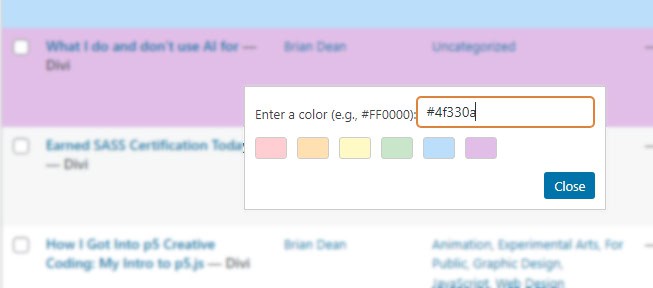 What I do and don't use AI for —
Divi
Brian Dean
Uncategorized
Enter a color (e.g., #FF0000):
#4f330a
Earned SASS Certification Today
— Divi
Close
How I Got Into p5 Creative
Coding: My Intro to p5.js — Divi
Brian Dean
Animation, Experimental Arts, For
Public, Graphic Design,
JavaScript, Web Design